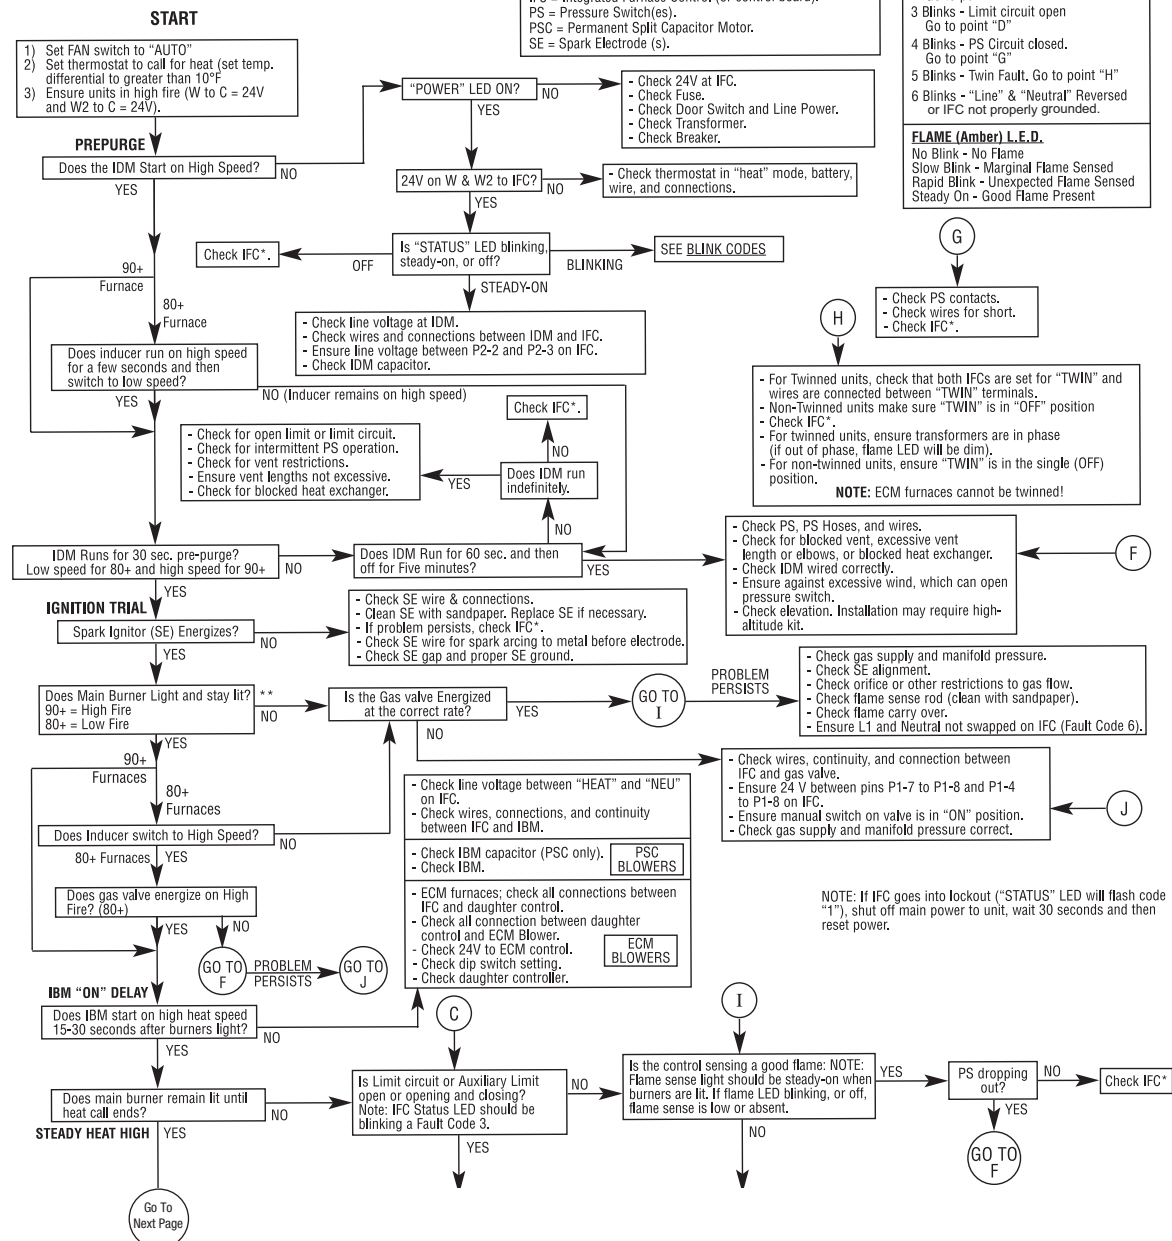 PS = Pressure Switch(es).
PSC = Permanent Split Capacitor Motor.
SE = Spark Electrode (s).
3 Blinks - Limit circuit open
Go to point "D"
4 Blinks - PS Circuit closed.
Go to point "G"
5 Blinks - Twin Fault. Go to point "H"
6 Blinks - "Line" & "Neutral" Reversed
or IFC not properly grounded.
FLAME (Amber) L.E.D.
No Blink - No Flame
Slow Blink - Marginal Flame Sensed
Rapid Blink - Unexpected Flame Sensed
Steady On - Good Flame Present
START
1) Set FAN switch to "AUTO"
2) Set thermostat to call for heat (set temp.
differential to greater than 10°F
3) Ensure units in high fire (W to C = 24V
and W2 to C = 24V).
PREPURGE
Does the IDM Start on High Speed?
NO
YES
"POWER" LED ON?
NO
YES
- Check 24V at IFC.
- Check Fuse.
- Check Door Switch and Line Power.
- Check Transformer.
- Check Breaker.
24V on W & W2 to IFC?
NO
YES
- Check thermostat in "heat" mode, battery,
wire, and connections.
Check IFC*.
OFF
Is "STATUS" LED blinking,
steady-on, or off?
BLINKING
SEE BLINK CODES
STEADY-ON
- Check line voltage at IDM.
- Check wires and connections between IDM and IFC.
- Ensure line voltage between P2-2 and P2-3 on IFC.
- Check IDM capacitor.
G
- Check PS contacts.
- Check wires for short.
- Check IFC*.
H
- For Twinned units, check that both IFCs are set for "TWIN" and
wires are connected between "TWIN" terminals.
- Non-Twinned units make sure "TWIN" is in "OFF" position
- Check IFC*.
- For twinned units, ensure transformers are in phase
(if out of phase, flame LED will be dim).
- For non-twinned units, ensure "TWIN" is in the single (OFF)
position.
NOTE: ECM furnaces cannot be twinned!
90+
Furnace
80+
Furnace
Does inducer run on high speed
for a few seconds and then
switch to low speed?
NO (Inducer remains on high speed)
YES
Check IFC*.
NO
- Check for open limit or limit circuit.
- Check for intermittent PS operation.
- Check for vent restrictions.
- Ensure vent lengths not excessive.
- Check for blocked heat exchanger.
YES
Does IDM run
indefinitely.
NO
IDM Runs for 30 sec. pre-purge?
Low speed for 80+ and high speed for 90+
NO
YES
Does IDM Run for 60 sec. and then
off for Five minutes?
YES
- Check PS, PS Hoses, and wires.
- Check for blocked vent, excessive vent
length or elbows, or blocked heat exchanger.
- Check IDM wired correctly.
- Ensure against excessive wind, which can open
pressure switch.
- Check elevation. Installation may require high-
altitude kit.
F
IGNITION TRIAL
Spark Ignitor (SE) Energizes?
NO
YES
- Check SE wire & connections.
- Clean SE with sandpaper. Replace SE if necessary.
- If problem persists, check IFC*.
- Check SE wire for spark arcing to metal before electrode.
- Check SE gap and proper SE ground.
Does Main Burner Light and stay lit?
90+ = High Fire
80+ = Low Fire
**
NO
YES
Is the Gas valve Energized
at the correct rate?
YES
NO
GO TO
I
PROBLEM
PERSISTS
- Check gas supply and manifold pressure.
- Check SE alignment.
- Check orifice or other restrictions to gas flow.
- Check flame sense rod (clean with sandpaper).
- Check flame carry over.
- Ensure L1 and Neutral not swapped on IFC (Fault Code 6).
- Check wires, continuity, and connection between
IFC and gas valve.
- Ensure 24 V between pins P1-7 to P1-8 and P1-4
to P1-8 on IFC.
- Ensure manual switch on valve is in "ON" position.
- Check gas supply and manifold pressure correct.
J
90+
Furnaces
80+
Furnaces
Does Inducer switch to High Speed?
NO
80+ Furnaces YES
Does gas valve energize on High
Fire? (80+)
YES
NO
GO TO
F
PROBLEM
PERSISTS
GO TO
J
- Check line voltage between "HEAT" and "NEU"
on IFC.
- Check wires, connections, and continuity
between IFC and IBM.
- Check IBM capacitor (PSC only).
- Check IBM.
PSC
BLOWERS
- ECM furnaces; check all connections between
IFC and daughter control.
- Check all connection between daughter
control and ECM Blower.
- Check 24V to ECM control.
- Check dip switch setting.
- Check daughter controller.
ECM
BLOWERS
NOTE: If IFC goes into lockout ("STATUS" LED will flash code
"1"), shut off main power to unit, wait 30 seconds and then
reset power.
IBM "ON" DELAY
Does IBM start on high heat speed
15-30 seconds after burners light?
NO
YES
C
I
Does main burner remain lit until
heat call ends?
NO
STEADY HEAT HIGH
YES
Is Limit circuit or Auxiliary Limit
open or opening and closing?
Note: IFC Status LED should be
blinking a Fault Code 3.
NO
YES
Is the control sensing a good flame: NOTE:
Flame sense light should be steady-on when
burners are lit. If flame LED blinking, or off,
flame sense is low or absent.
YES
NO
PS dropping
out?
NO
YES
Check IFC*
GO TO
F
Go To
Next Page